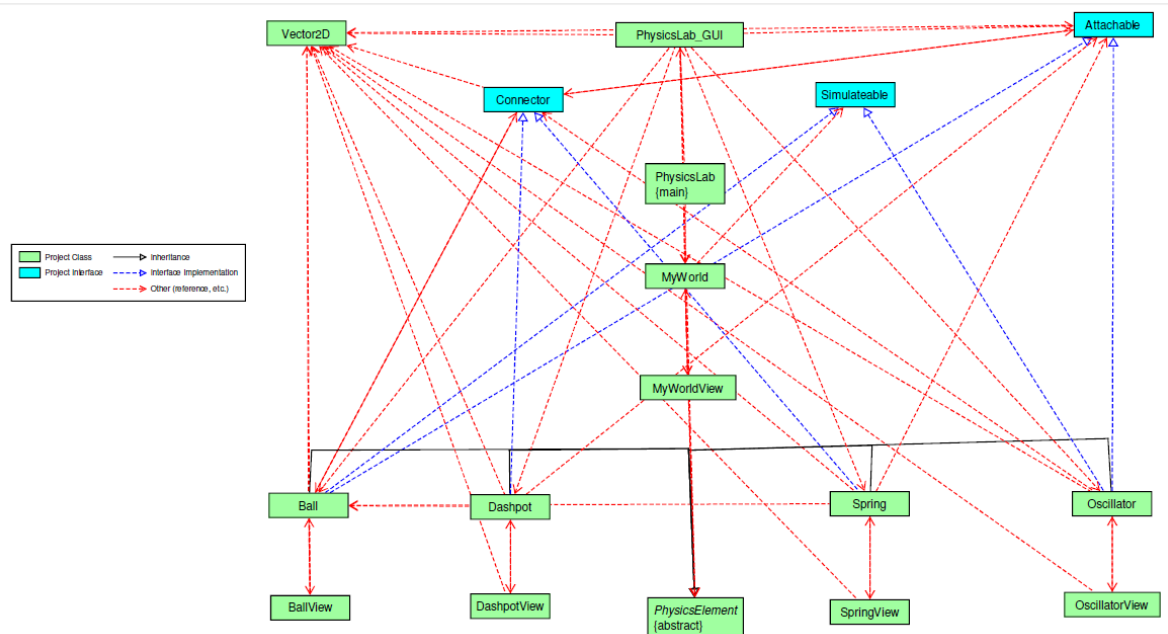 Vector2D
PhysicsLab_GUI
Attachable
Connector
Simulateable
PhysicsLab
{main}
Project Class
Inheritance
Project Interface
Interface Implementation
Other (reference, etc.)
MyWorld
MyWorldView
Ball
Dashpot
Spring
Oscillator
BallView
DashpotView
PhysicsElement
{abstract}
SpringView
OscillatorView